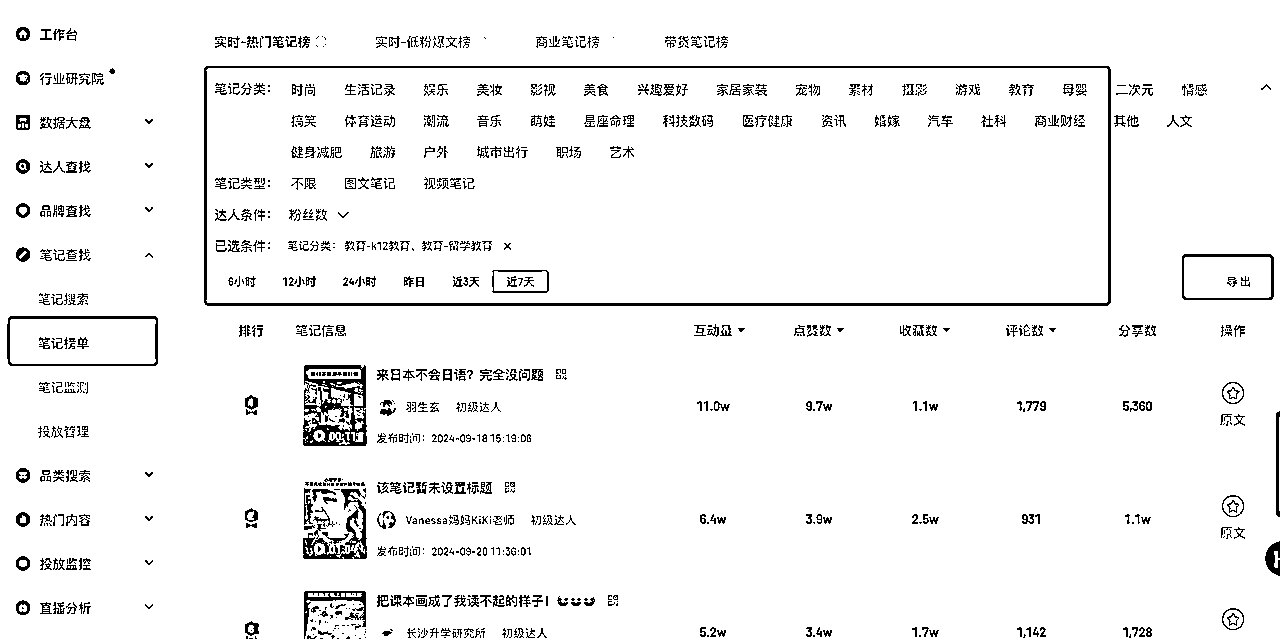 工作台
行业研究院
数据大盘
达人查找
品牌查找
笔记查找
笔记搜索
笔记榜单
笔记监测
投放管理
品类搜索
热门内容
投放监控
直播分析
实时-热门笔记榜 实时-低粉爆文榜 商业笔记榜 带货笔记榜
笔记分类： 时尚 生活记录 娱乐 美妆 影视 美食 兴趣爱好 家居家装 宠物 素材 摄影 游戏 教育 母婴 二次元 情感
搞笑 体育运动 潮流 音乐 萌娃 星座命理 科技数码 医疗健康 资讯 婚嫁 汽车 社科 商业财经 其他 人文
健身减肥 旅游 户外 城市出行 职场 艺术
笔记类型： 不限 图文笔记 视频笔记
达人条件： 粉丝数
已选条件： 笔记分类：教育-k12教育、教育-留学教育 ×
6小时 12小时 24小时 昨日 近3天 近7天
导出
排行 笔记信息 互动量 点赞数 收藏数 评论数 分享数 操作
来日本不会日语？完全没问题
羽生玄 初级达人
发布时间：2024-09-18 15:19:06
00:11
11.0w 9.7w 1.1w 1,779 5,360
原文
该笔记暂未设置标题
Vanessa妈妈KiKi老师 初级达人
发布时间：2024-09-20 11:36:01
01:04
6.4w 3.9w 2.5w 931 1.1w
原文
把课本画成了我读不起的样子！
长沙升学研究所 初级达人
5.2w 3.4w 1.7w 1,142 1,728